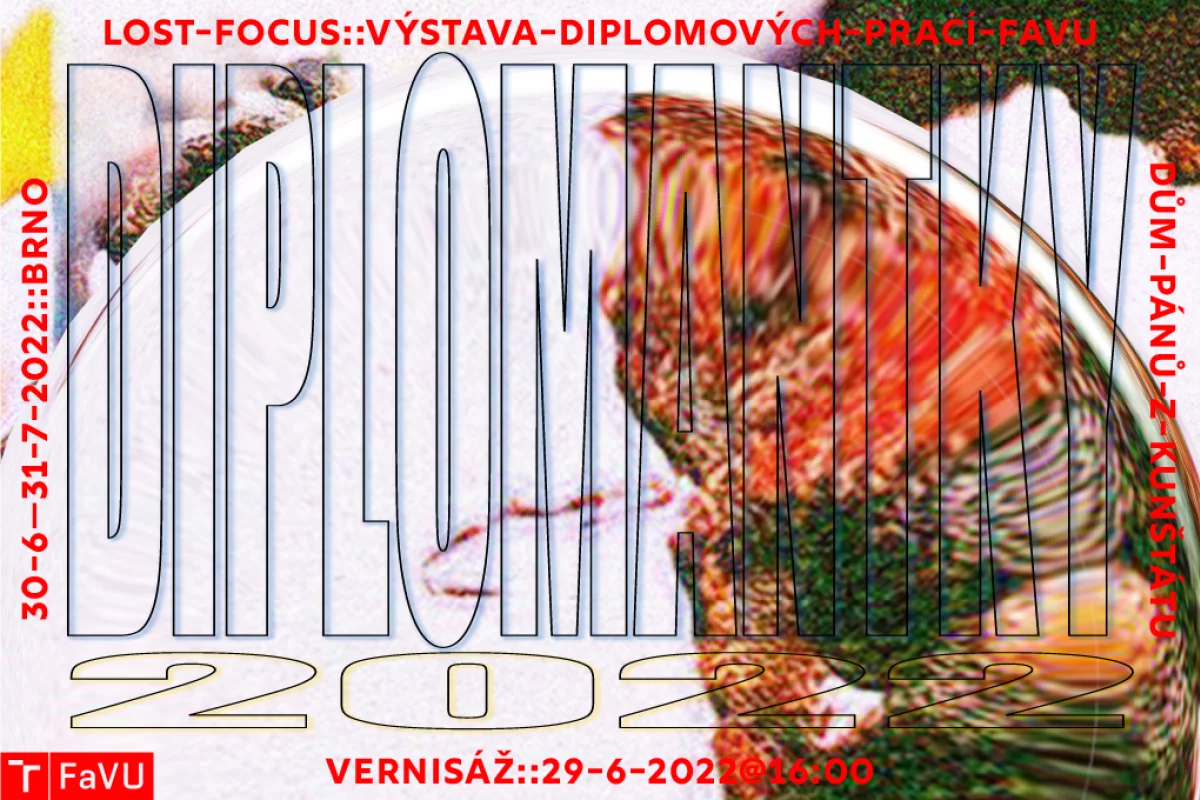 LOST-FOCUS::VÝSTAVA-DIPLOMOVÝCH-PRACÍ-FAVU
DIPLOMANTKY
2022
30-6—31-7-2022::BRNO
DŮM-PÁNŮ-Z-KUNŠTÁTU
VERNISÁŽ::29-6-2022@16:00
T FaVU